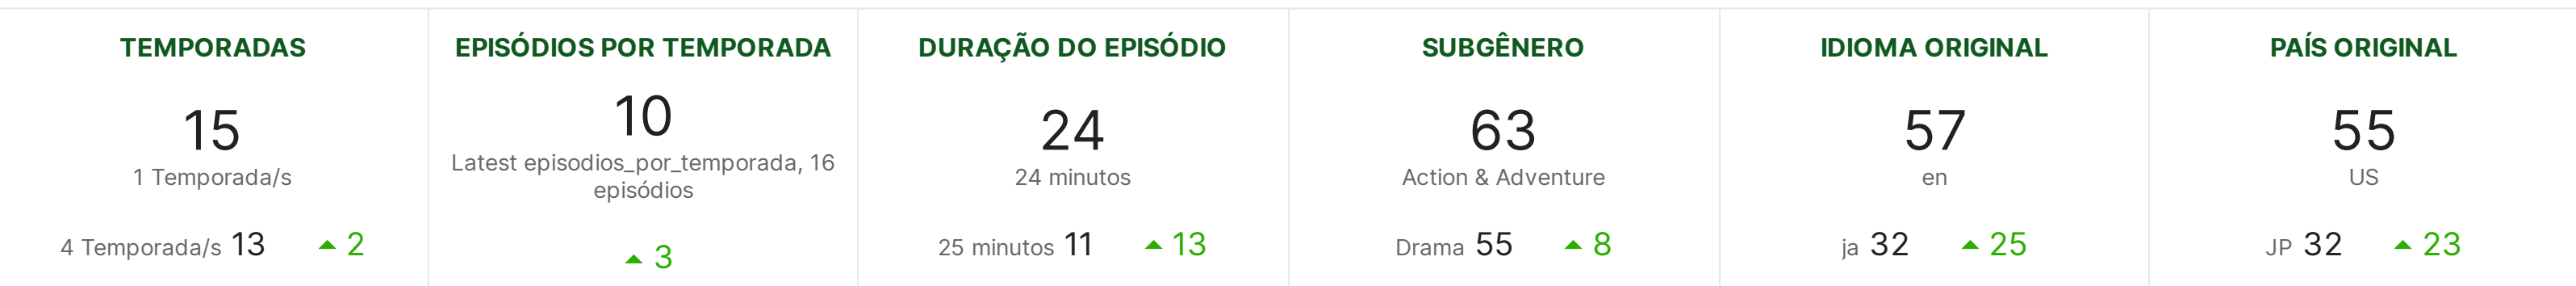 TEMPORADAS
15
1 Temporada/s
4 Temporada/s 13 2
EPISÓDIOS POR TEMPORADA
10
Latest episodios_por_temporada, 16
episódios
3
DURAÇÃO DO EPISÓDIO
24
24 minutos
25 minutos 11 13
SUBGÊNERO
63
Action & Adventure
Drama 55 8
IDIOMA ORIGINAL
57
en
ja 32 25
PAÍS ORIGINAL
55
US
JP 32 23